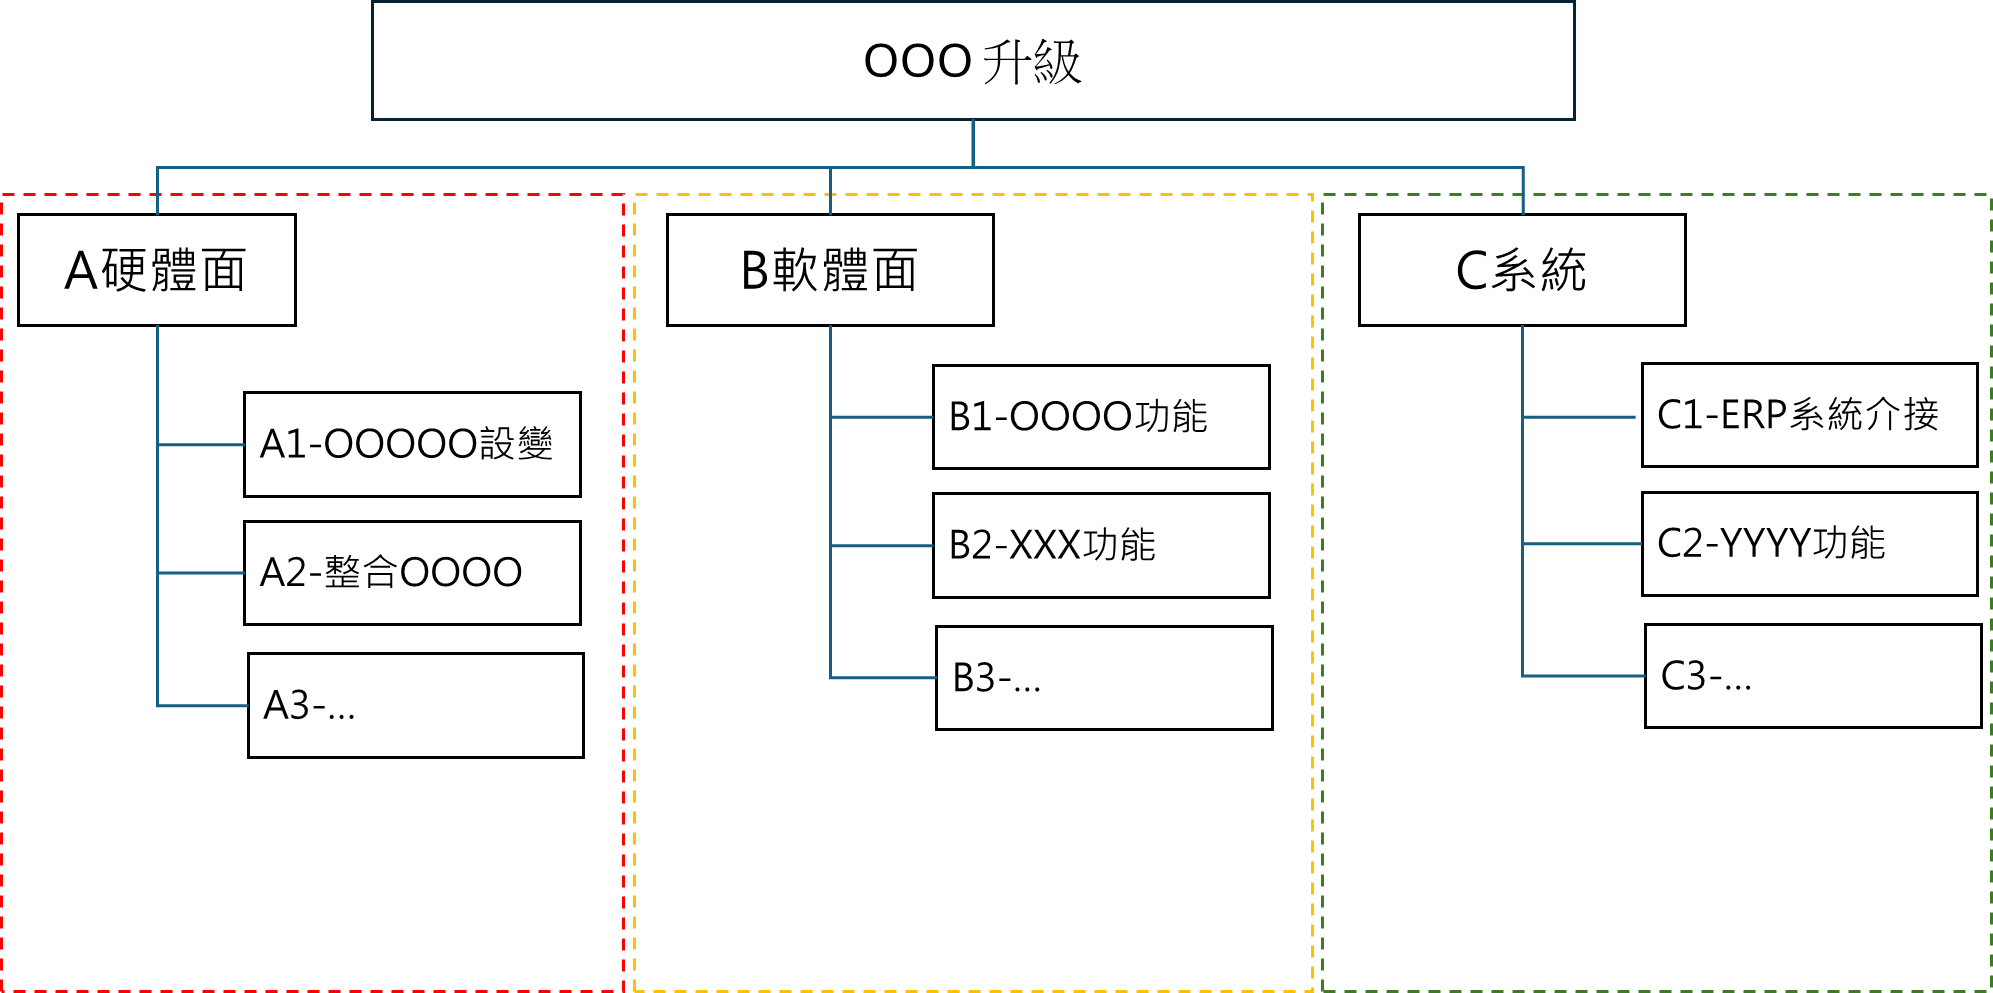 OOO升級
A硬體面
A1-OOOOO設變
A2-整合OOOO
A3-...
B軟體面
B1-OOOO功能
B2-XXX功能
B3-...
C系統
C1-ERP系統介接
C2-YYYY功能
C3-...